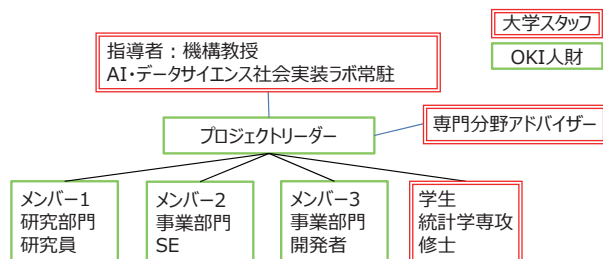 大学スタッフ
OKI人財
指導者：機構教授
AI・データサイエンス社会実装ラボ常駐
プロジェクトリーダー
専門分野アドバイザー
メンバー1
研究部門
研究員
メンバー2
事業部門
SE
メンバー3
事業部門
開発者
学生
統計学専攻
修士